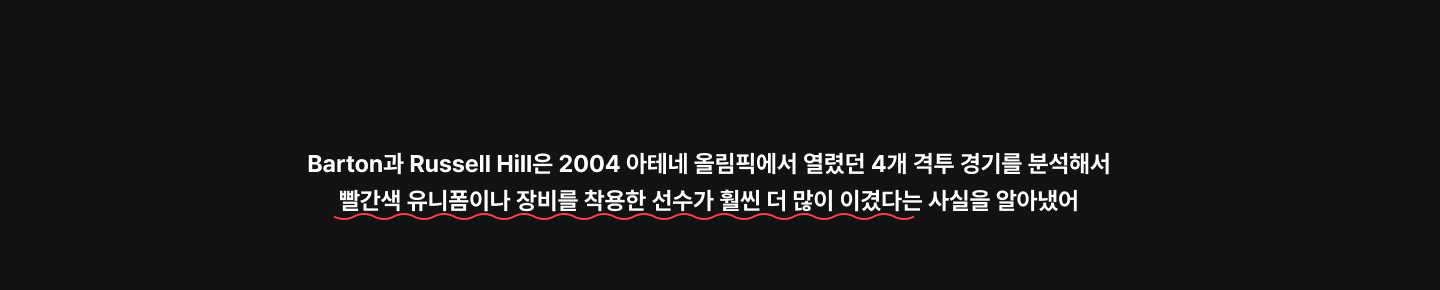 Barton과 Russell Hill은 2004 아테네 올림픽에서 열렸던 4개 격투 경기를 분석해서
빨간색 유니폼이나 장비를 착용한 선수가 훨씬 더 많이 이겼다는 사실을 알아냈어